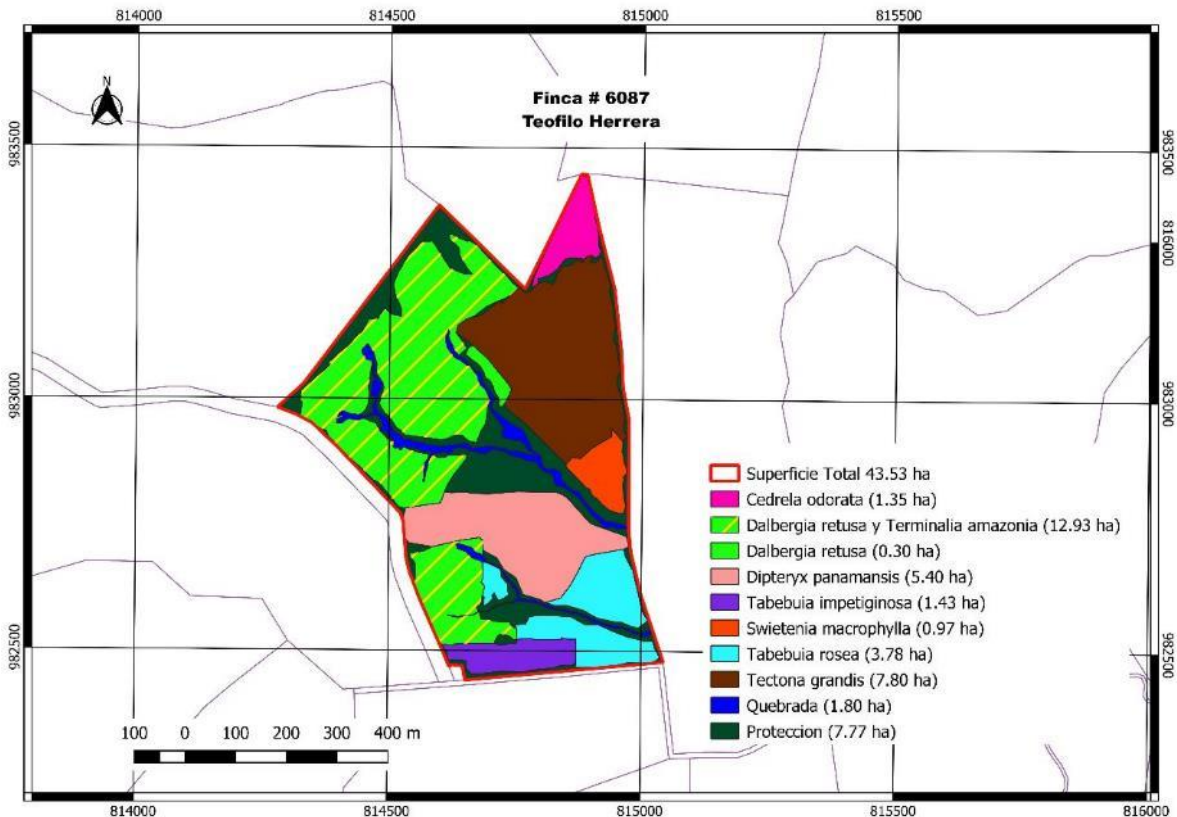 814000 814500 815000 815500
N
Finca # 6087
Teofilo Herrera
983500
983500
816000
983000
983000
Superficie Total 43.53 ha
Cedrela odorata (1.35 ha)
Dalbergia retusa y Terminalia amazonia (12.93 ha)
Dalbergia retusa (0.30 ha)
Dipteryx panamansis (5.40 ha)
Tabebuia impetiginosa (1.43 ha)
Swietenia macrophylla (0.97 ha)
Tabebuia rosea (3.78 ha)
Tectona grandis (7.80 ha)
Quebrada (1.80 ha)
Proteccion (7.77 ha)
982500
982500
100 0 100 200 300 400 m
814000 814500 815000 815500 816000